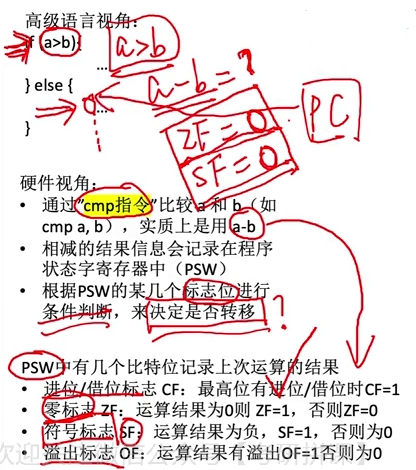 高级语言视角：
if (a>b){
a>b
...
} else {
a-b=?
...
}
ZF=0
SF=0
PC
硬件视角：
• 通过"cmp指令"比较 a 和 b（如
cmp a, b），实质上是用 a-b
• 相减的结果信息会记录在程序
状态字寄存器中（PSW）
• 根据PSW的某几个标志位进行
条件判断，来决定是否转移
?
PSW中有几个比特位记录上次运算的结果
• 进位/借位标志 CF：最高位有进位/借位时CF=1
• 零标志 ZF：运算结果为0则 ZF=1，否则ZF=0
• 符号标志 SF：运算结果为负，SF=1，否则为0
• 溢出标志 OF：运算结果有溢出OF=1否则为0